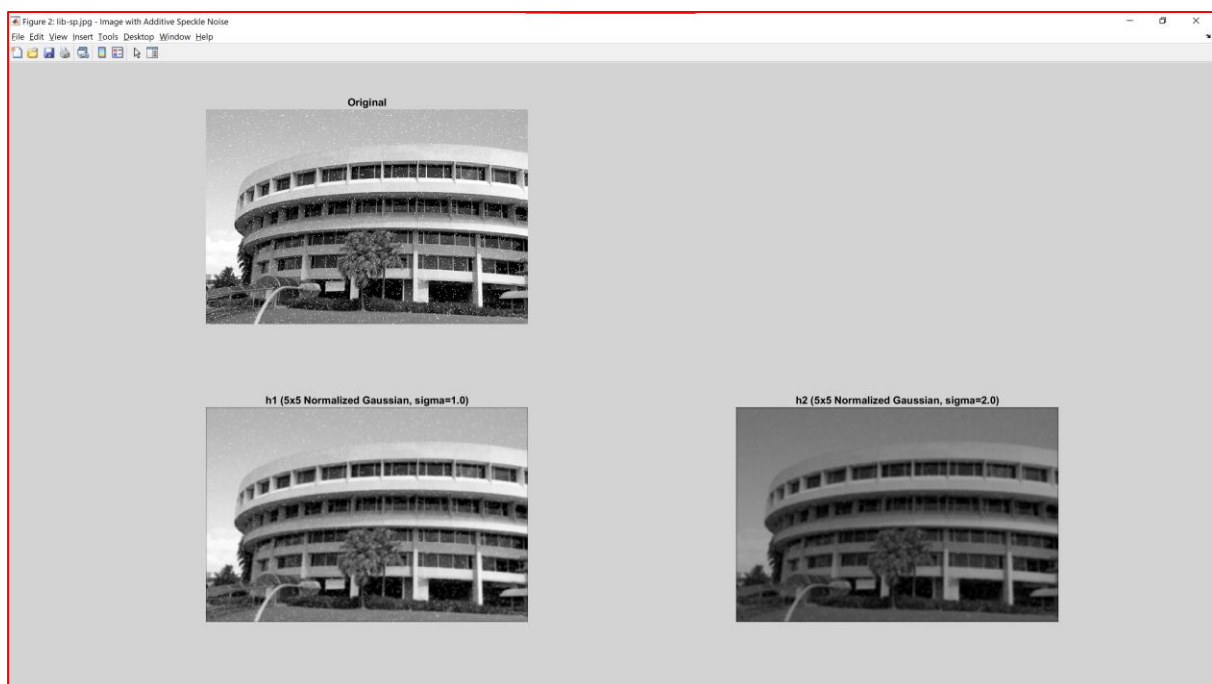 Figure 2: lib-sp.jpg - Image with Additive Speckle Noise
File Edit View Insert Tools Desktop Window Help
Original
h1 (5x5 Normalized Gaussian, sigma=1.0)
h2 (5x5 Normalized Gaussian, sigma=2.0)